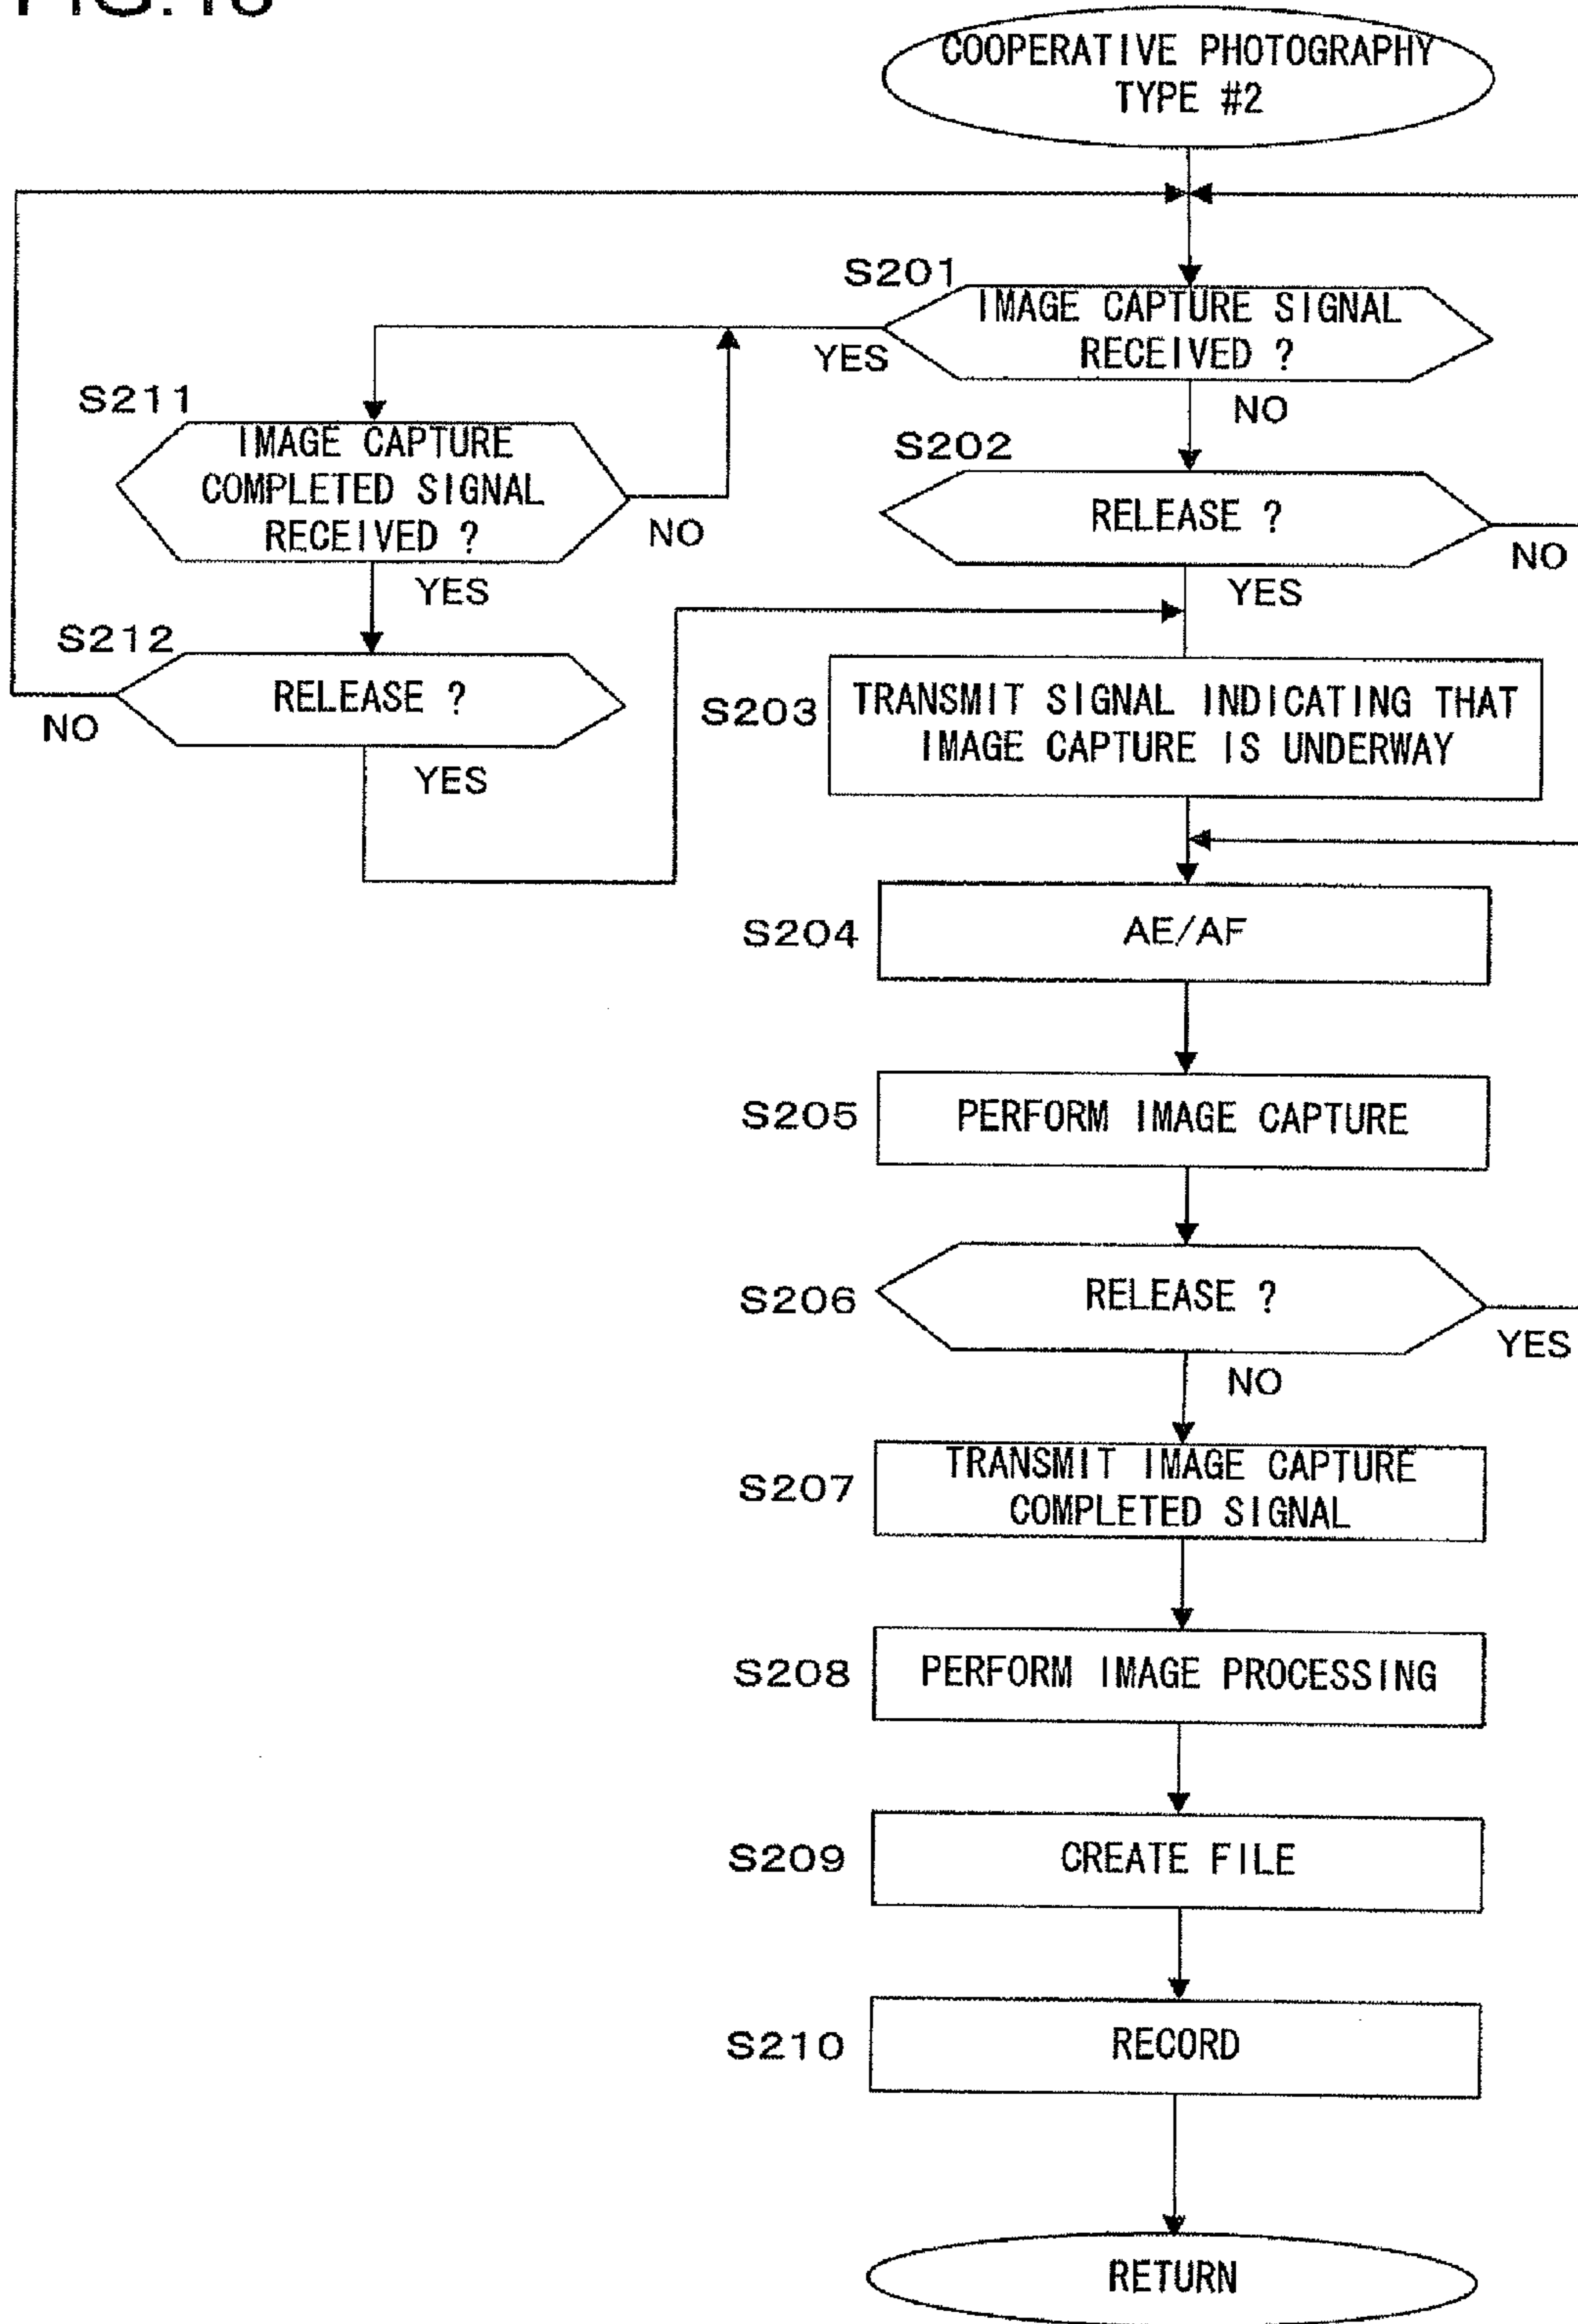 COOPERATIVE PHOTOGRAPHY
TYPE #2
S201
IMAGE CAPTURE SIGNAL
RECEIVED ?
YES
NO
S211
IMAGE CAPTURE
COMPLETED SIGNAL
RECEIVED ?
NO
YES
S202
RELEASE ?
NO
YES
S212
RELEASE ?
NO
YES
S203
TRANSMIT SIGNAL INDICATING THAT
IMAGE CAPTURE IS UNDERWAY
S204
AE/AF
S205
PERFORM IMAGE CAPTURE
S206
RELEASE ?
YES
NO
S207
TRANSMIT IMAGE CAPTURE
COMPLETED SIGNAL
S208
PERFORM IMAGE PROCESSING
S209
CREATE FILE
S210
RECORD
RETURN